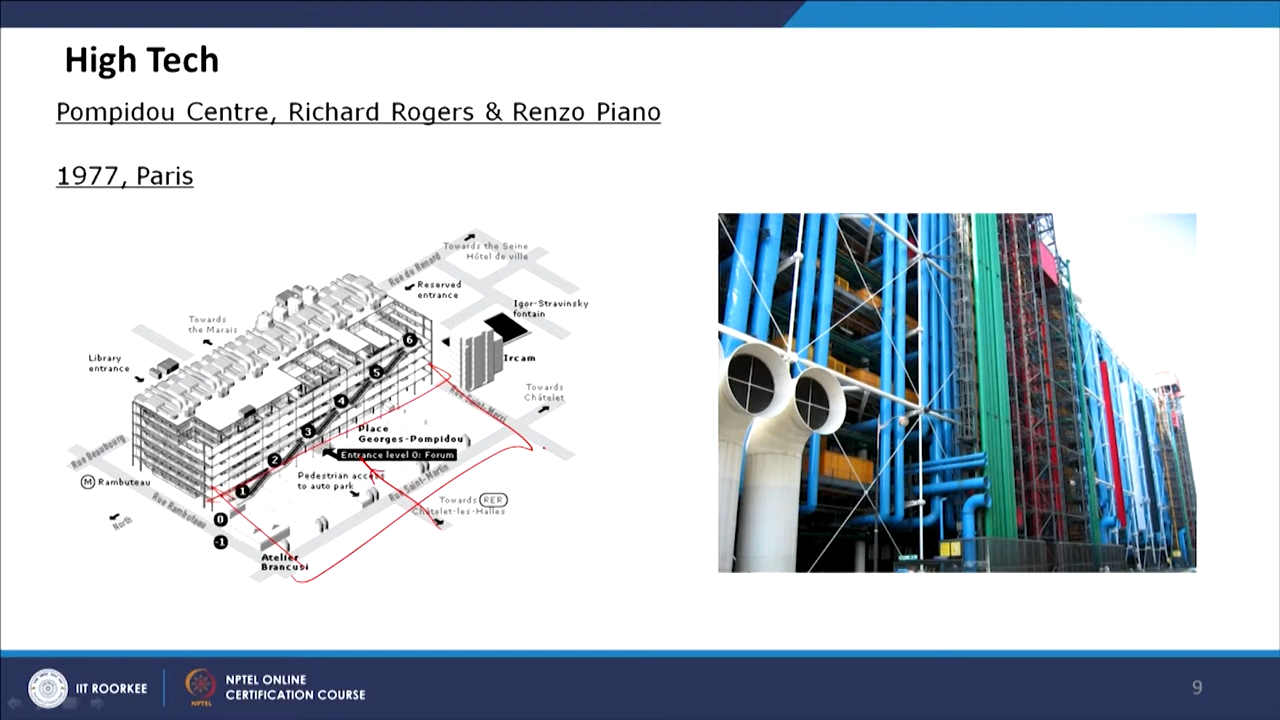 High Tech
Pompidou Centre, Richard Rogers & Renzo Piano
1977, Paris
Towards the Seine
Hôtel de ville
Rue du Renard
Reserved
entrance
Igor-Stravinsky
fontain
Towards
the Marais
Library
entrance
Ircam
Towards
Châtelet
Rue Saint-Merri
6
5
4
3
2
1
0
-1
Place
Georges-Pompidou
Entrance level 0: Forum
Pedestrian access
to auto park
Rue Beaubourg
M Rambuteau
Rue Rambuteau
North
Rue Saint-Martin
Towards RER
Châtelet-les-Halles
Atelier
Brancusi
IIT ROORKEE
NPTEL
NPTEL ONLINE
CERTIFICATION COURSE
9